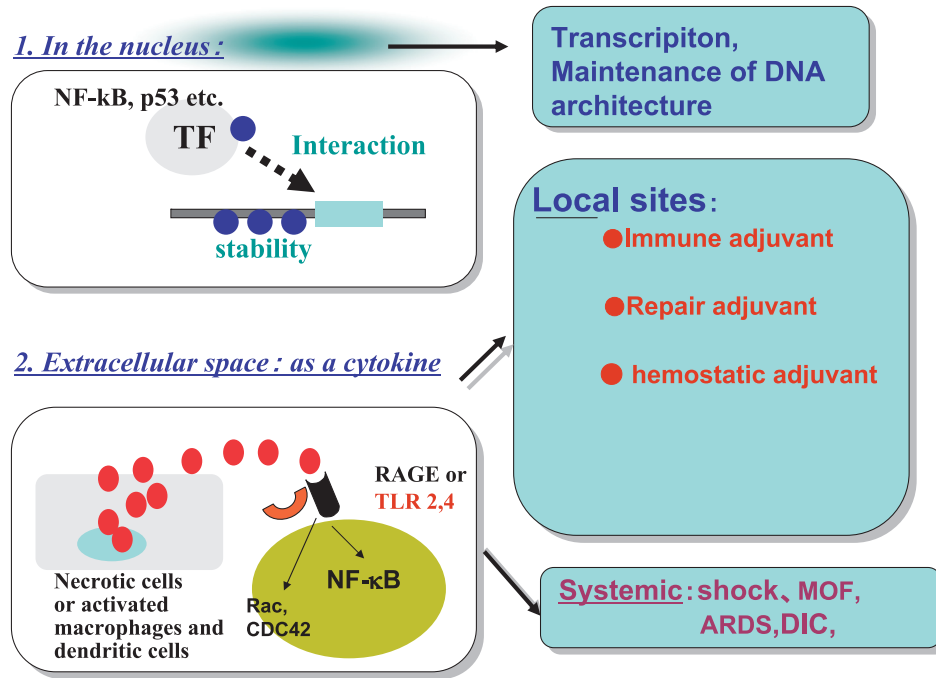 1. In the nucleus :
NF-kB, p53 etc.
TF
Interaction
stability
Transcripiton,
Maintenance of DNA
architecture
2. Extracellular space : as a cytokine
RAGE or
TLR 2,4
NF-κB
Rac,
CDC42
Necrotic cells
or activated
macrophages and
dendritic cells
Local sites:
●Immune adjuvant
●Repair adjuvant
● hemostatic adjuvant
Systemic:shock、MOF,
ARDS,DIC,